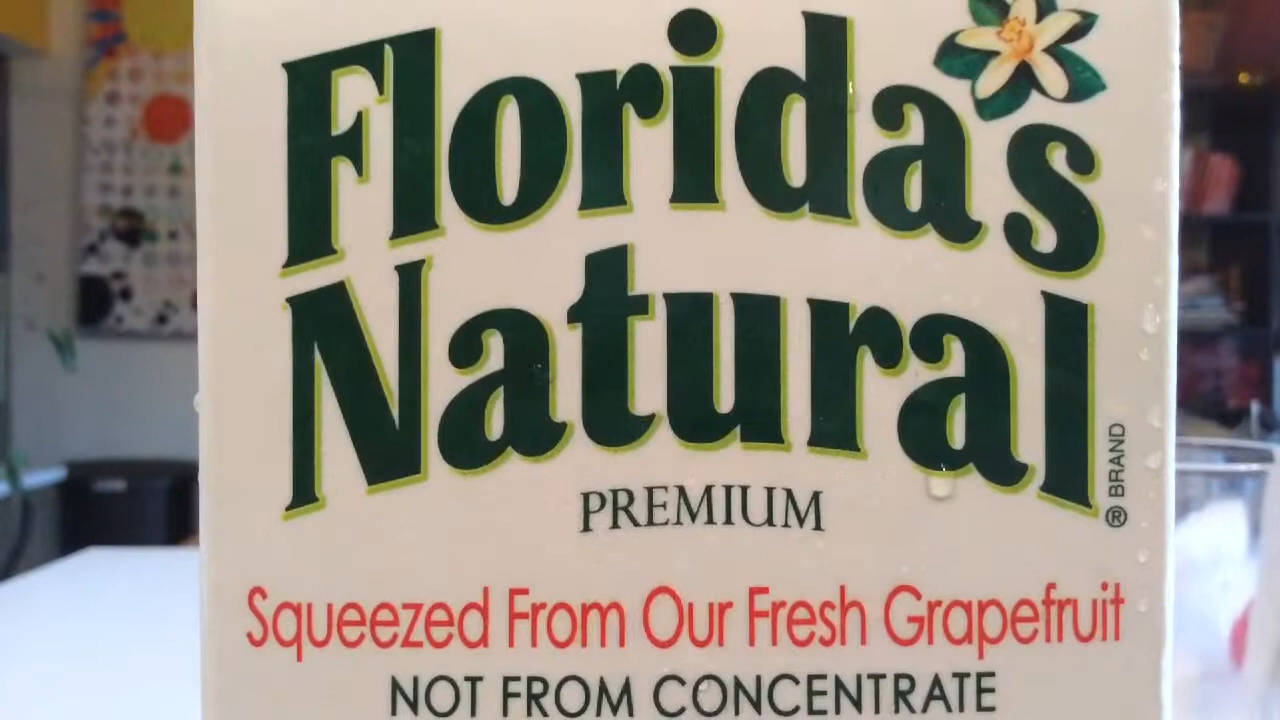 Florida's
Natural
® BRAND
PREMIUM
Squeezed From Our Fresh Grapefruit
NOT FROM CONCENTRATE